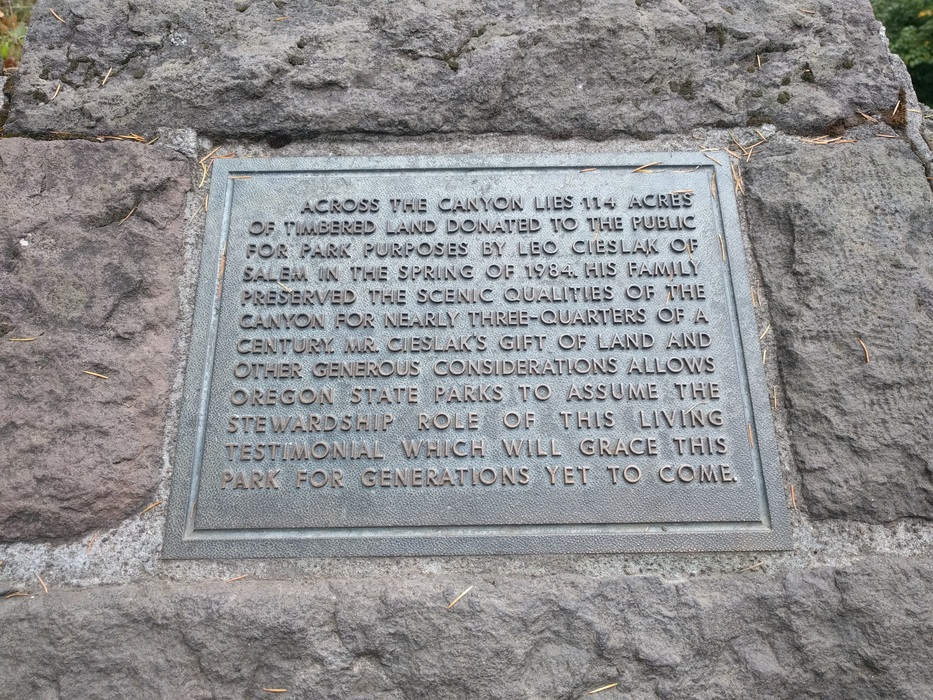 ACROSS THE CANYON LIES 114 ACRES
OF TIMBERED LAND DONATED TO THE PUBLIC
FOR PARK PURPOSES BY LEO CIESLAK OF
SALEM IN THE SPRING OF 1984. HIS FAMILY
PRESERVED THE SCENIC QUALITIES OF THE
CANYON FOR NEARLY THREE-QUARTERS OF A
CENTURY. MR. CIESLAK'S GIFT OF LAND AND
OTHER GENEROUS CONSIDERATIONS ALLOWS
OREGON STATE PARKS TO ASSUME THE
STEWARDSHIP ROLE OF THIS LIVING
TESTIMONIAL WHICH WILL GRACE THIS
PARK FOR GENERATIONS YET TO COME.